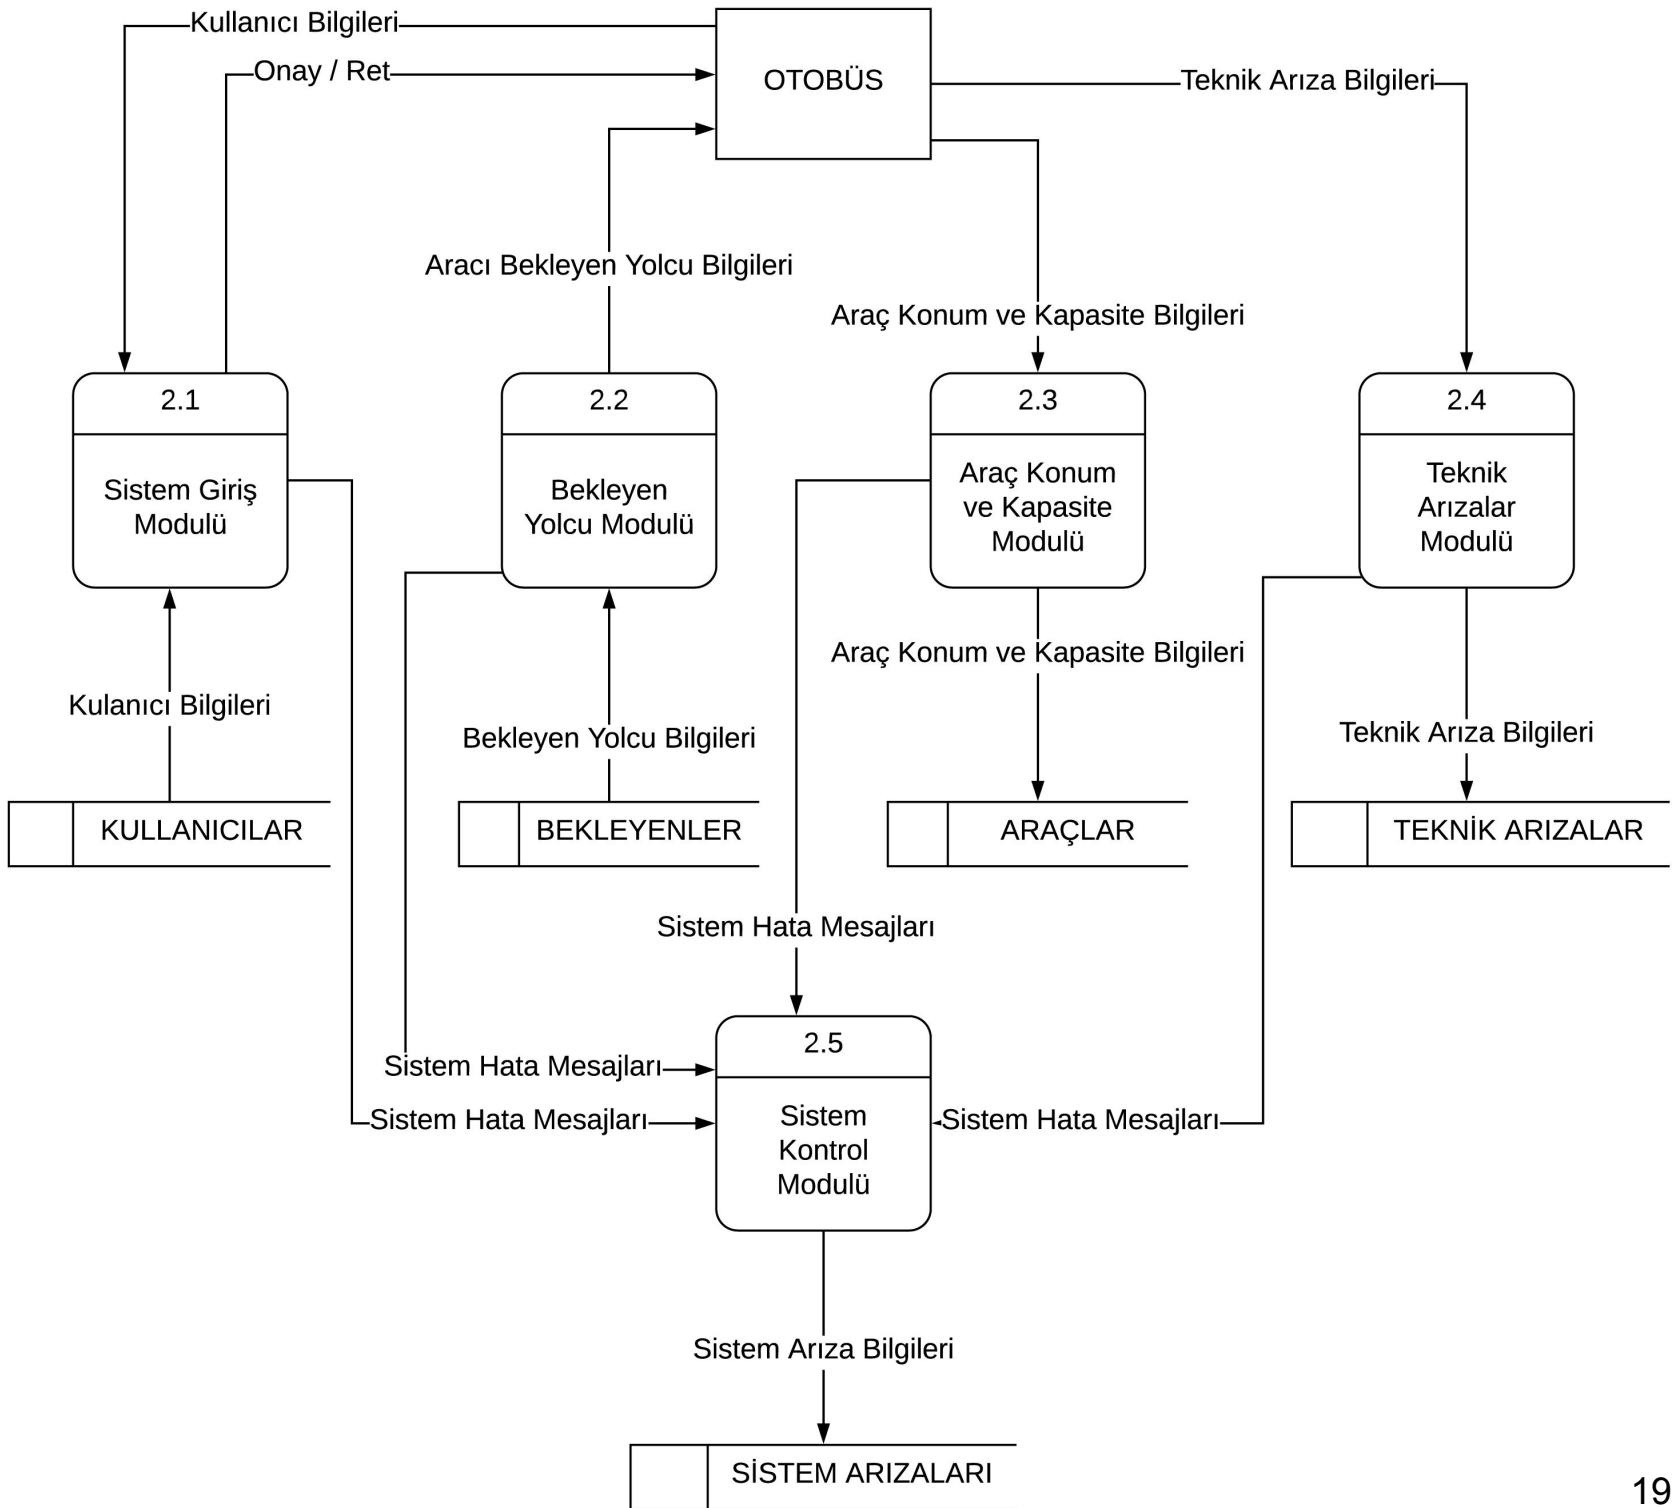 Kullanıcı Bilgileri
Onay / Ret
OTOBÜS
Teknik Arıza Bilgileri
Aracı Bekleyen Yolcu Bilgileri
Araç Konum ve Kapasite Bilgileri
2.1
Sistem Giriş
Modulü
2.2
Bekleyen
Yolcu Modulü
2.3
Araç Konum
ve Kapasite
Modulü
2.4
Teknik
Arızalar
Modulü
Kulanıcı Bilgileri
Bekleyen Yolcu Bilgileri
Araç Konum ve Kapasite Bilgileri
Teknik Arıza Bilgileri
KULLANICILAR
BEKLEYENLER
ARAÇLAR
TEKNİK ARIZALAR
Sistem Hata Mesajları
Sistem Hata Mesajları
Sistem Hata Mesajları
2.5
Sistem
Kontrol
Modulü
Sistem Hata Mesajları
Sistem Arıza Bilgileri
SİSTEM ARIZALARI
19